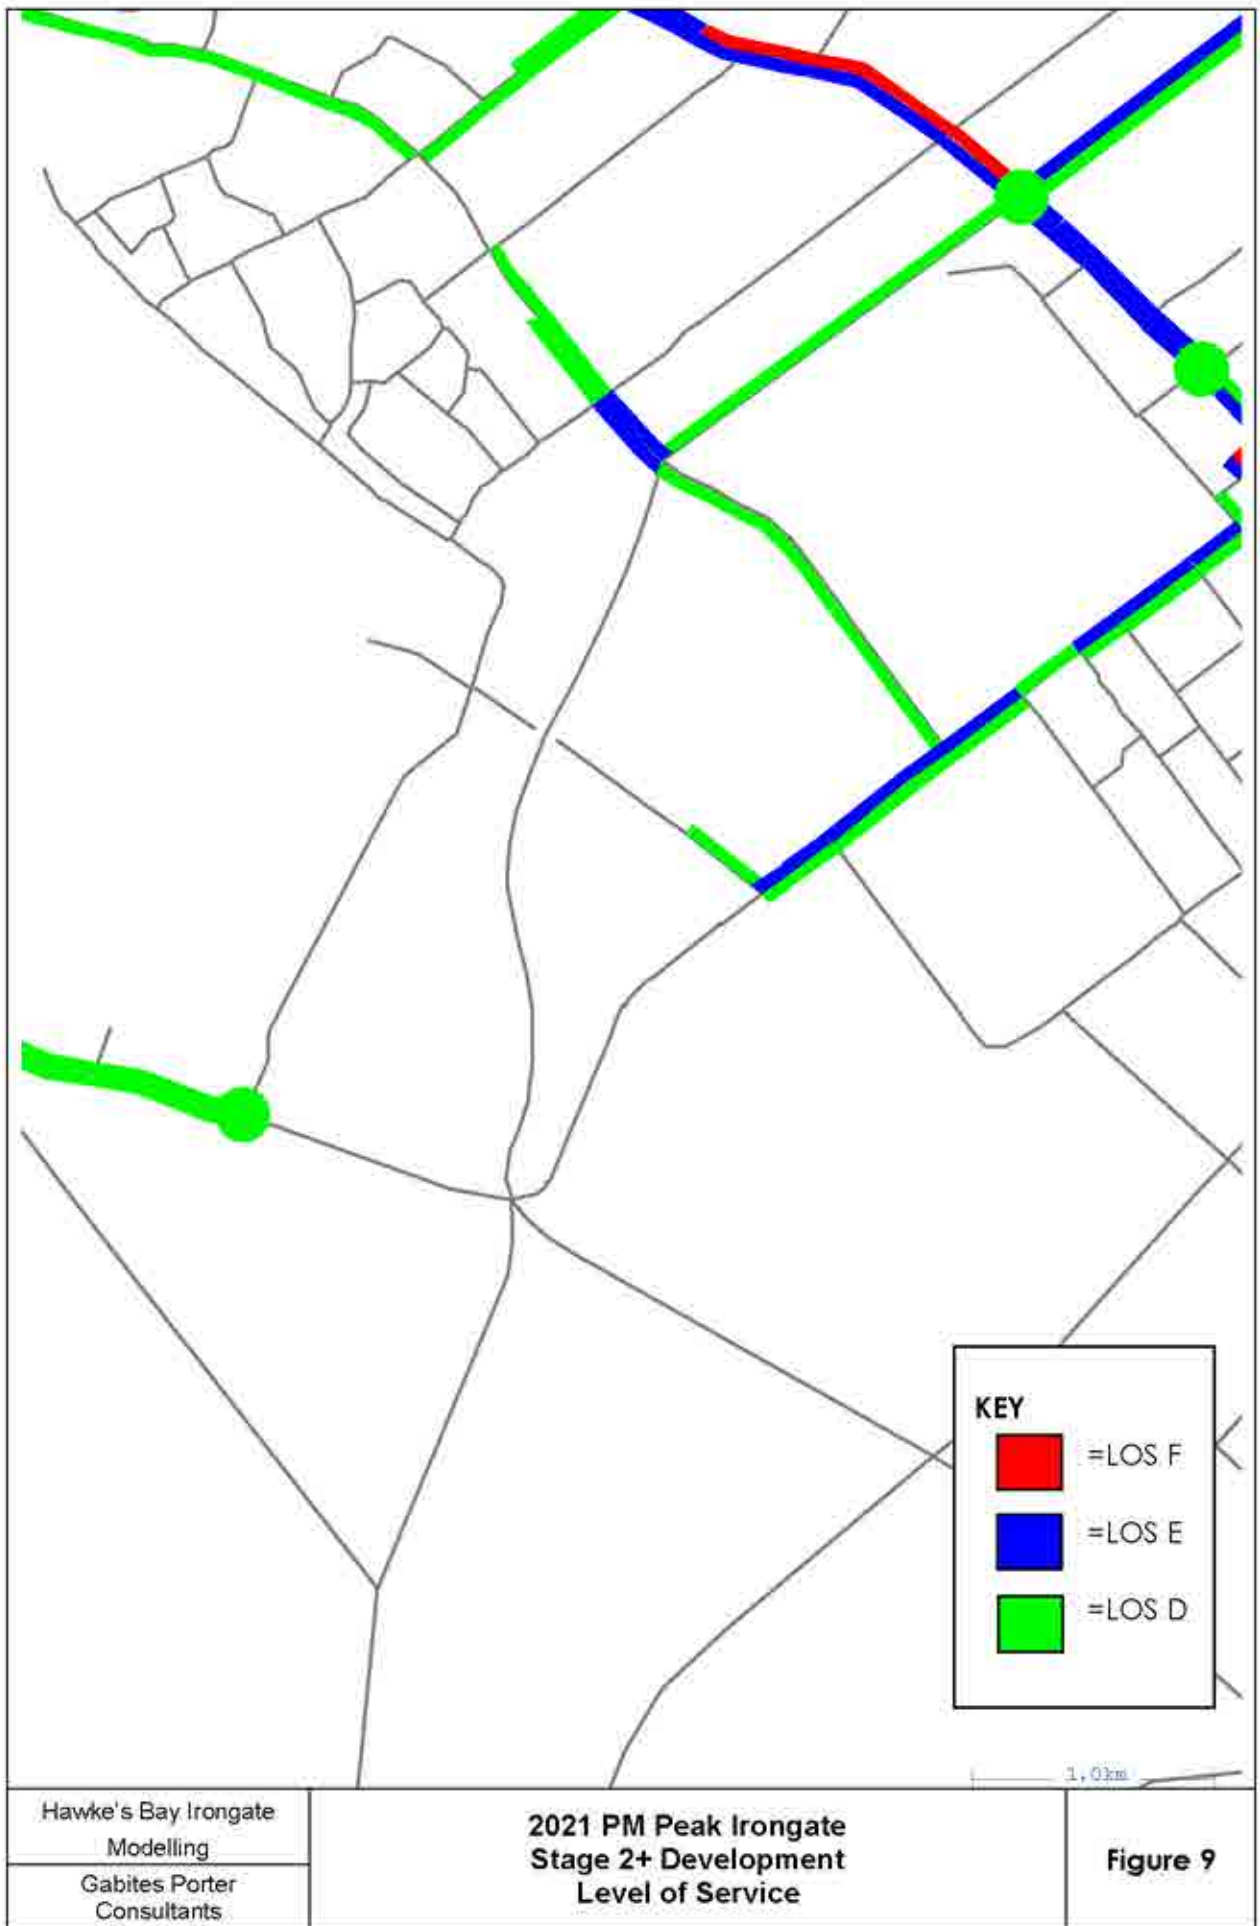 KEY
=LOS F
=LOS E
=LOS D
1.0km
Hawke's Bay Irongate
Modelling
Gabites Porter
Consultants
2021 PM Peak Irongate
Stage 2+ Development
Level of Service
Figure 9